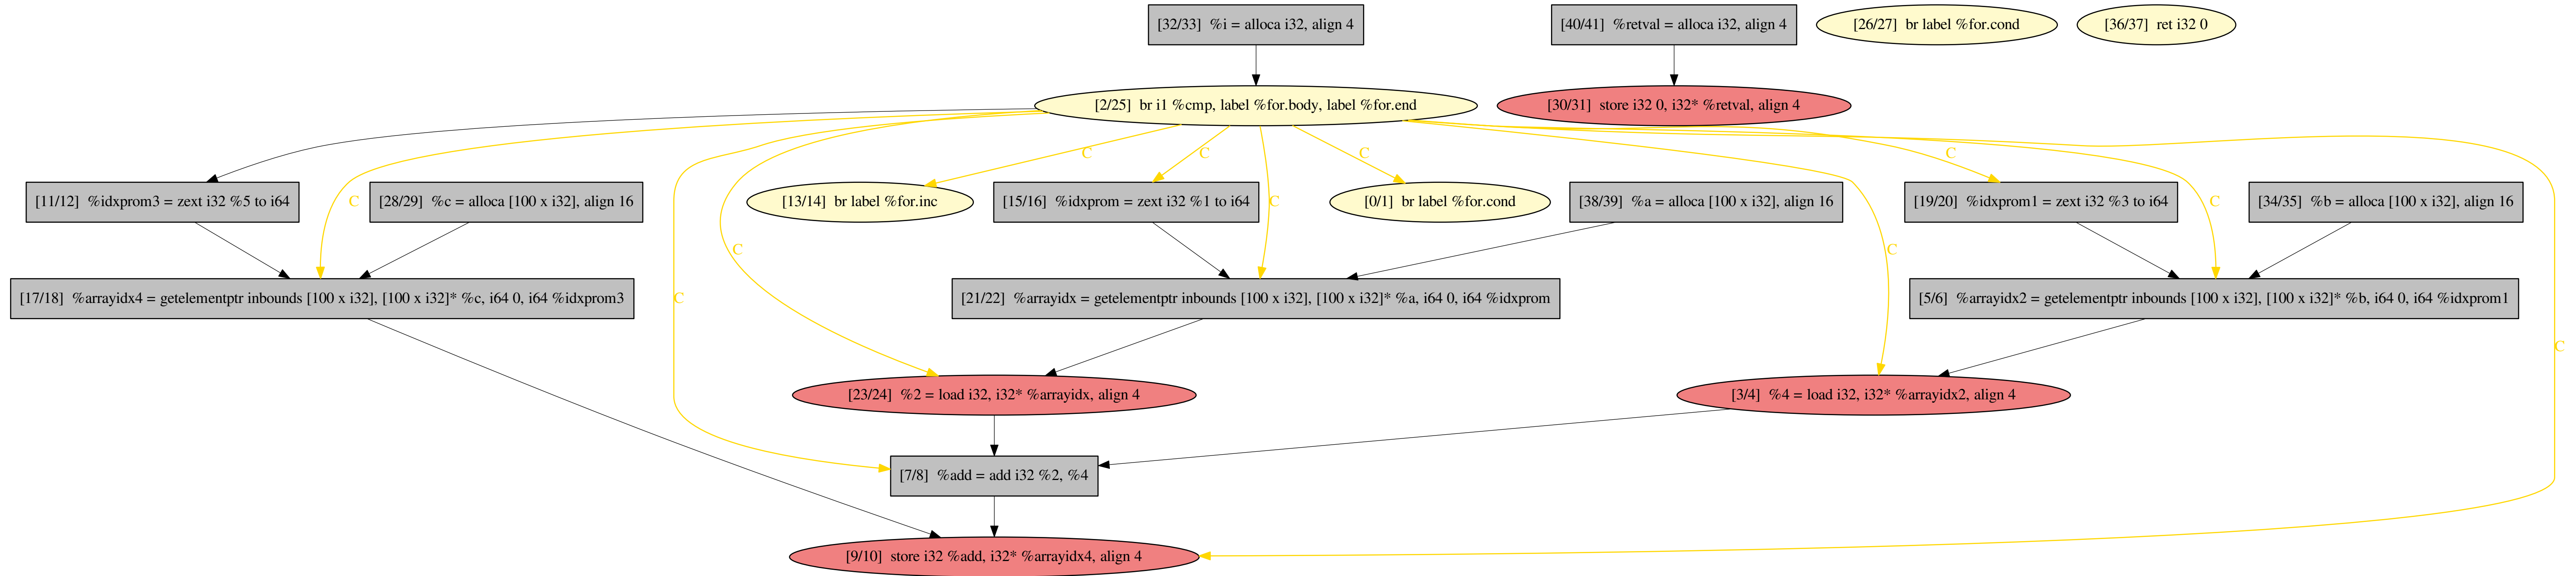 [32/33]  %i = alloca i32, align 4
[40/41]  %retval = alloca i32, align 4
[26/27]  br label %for.cond
[36/37]  ret i32 0
[2/25]  br i1 %cmp, label %for.body, label %for.end
[30/31]  store i32 0, i32* %retval, align 4
C
C
C
C
[11/12]  %idxprom3 = zext i32 %5 to i64
C
[28/29]  %c = alloca [100 x i32], align 16
[13/14]  br label %for.inc
[15/16]  %idxprom = zext i32 %1 to i64
C
[0/1]  br label %for.cond
[38/39]  %a = alloca [100 x i32], align 16
[19/20]  %idxprom1 = zext i32 %3 to i64
C
[34/35]  %b = alloca [100 x i32], align 16
C
C
[17/18]  %arrayidx4 = getelementptr inbounds [100 x i32], [100 x i32]* %c, i64 0, i64 %idxprom3
C
[21/22]  %arrayidx = getelementptr inbounds [100 x i32], [100 x i32]* %a, i64 0, i64 %idxprom
[5/6]  %arrayidx2 = getelementptr inbounds [100 x i32], [100 x i32]* %b, i64 0, i64 %idxprom1
C
[23/24]  %2 = load i32, i32* %arrayidx, align 4
[3/4]  %4 = load i32, i32* %arrayidx2, align 4
[7/8]  %add = add i32 %2, %4
[9/10]  store i32 %add, i32* %arrayidx4, align 4